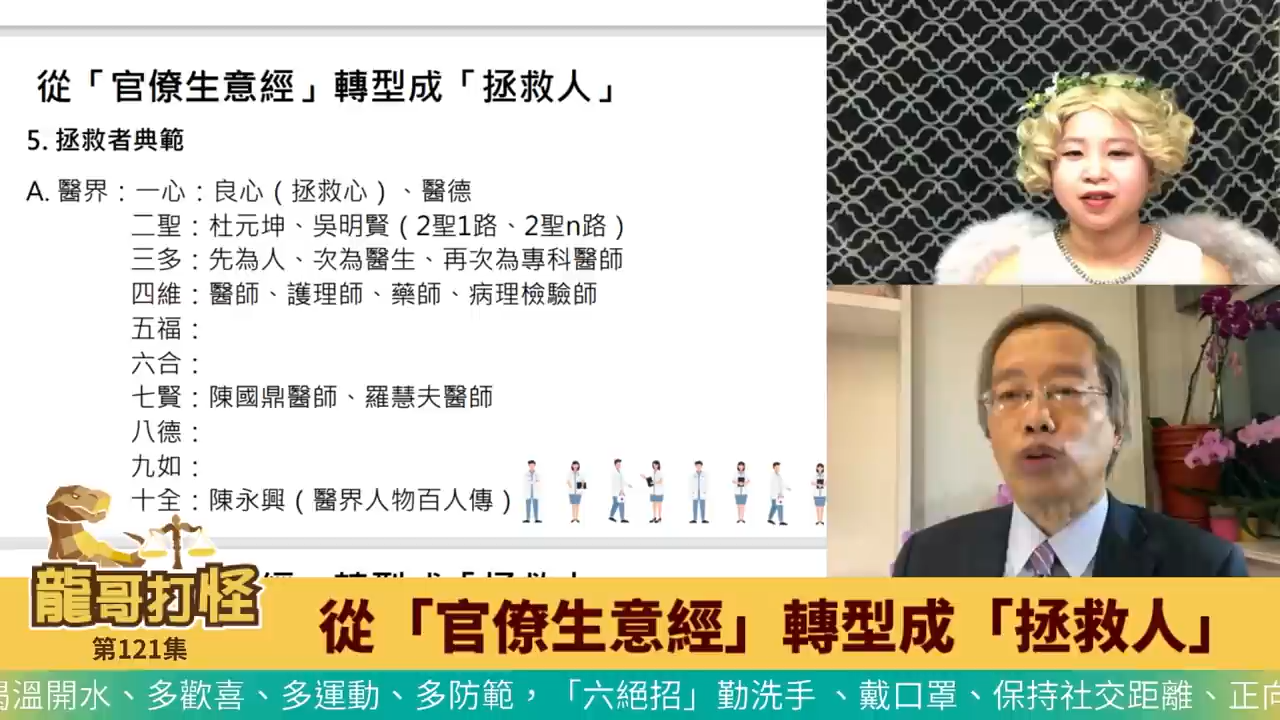 從「官僚生意經」轉型成「拯救人」
5. 拯救者典範
A. 醫界：一心：良心（拯救心）、醫德
二聖：杜元坤、吳明賢（2聖1路、2聖n路）
三多：先為人、次為醫生、再次為專科醫師
四維：醫師、護理師、藥師、病理檢驗師
五福：
六合：
七賢：陳國鼎醫師、羅慧夫醫師
八德：
九如：
十全：陳永興（醫界人物百人傳）
龍哥打怪
第121集
從「官僚生意經」轉型成「拯救人」
溫開水、多歡喜、多運動、多防範，「六絕招」勤洗手、戴口罩、保持社交距離、正向